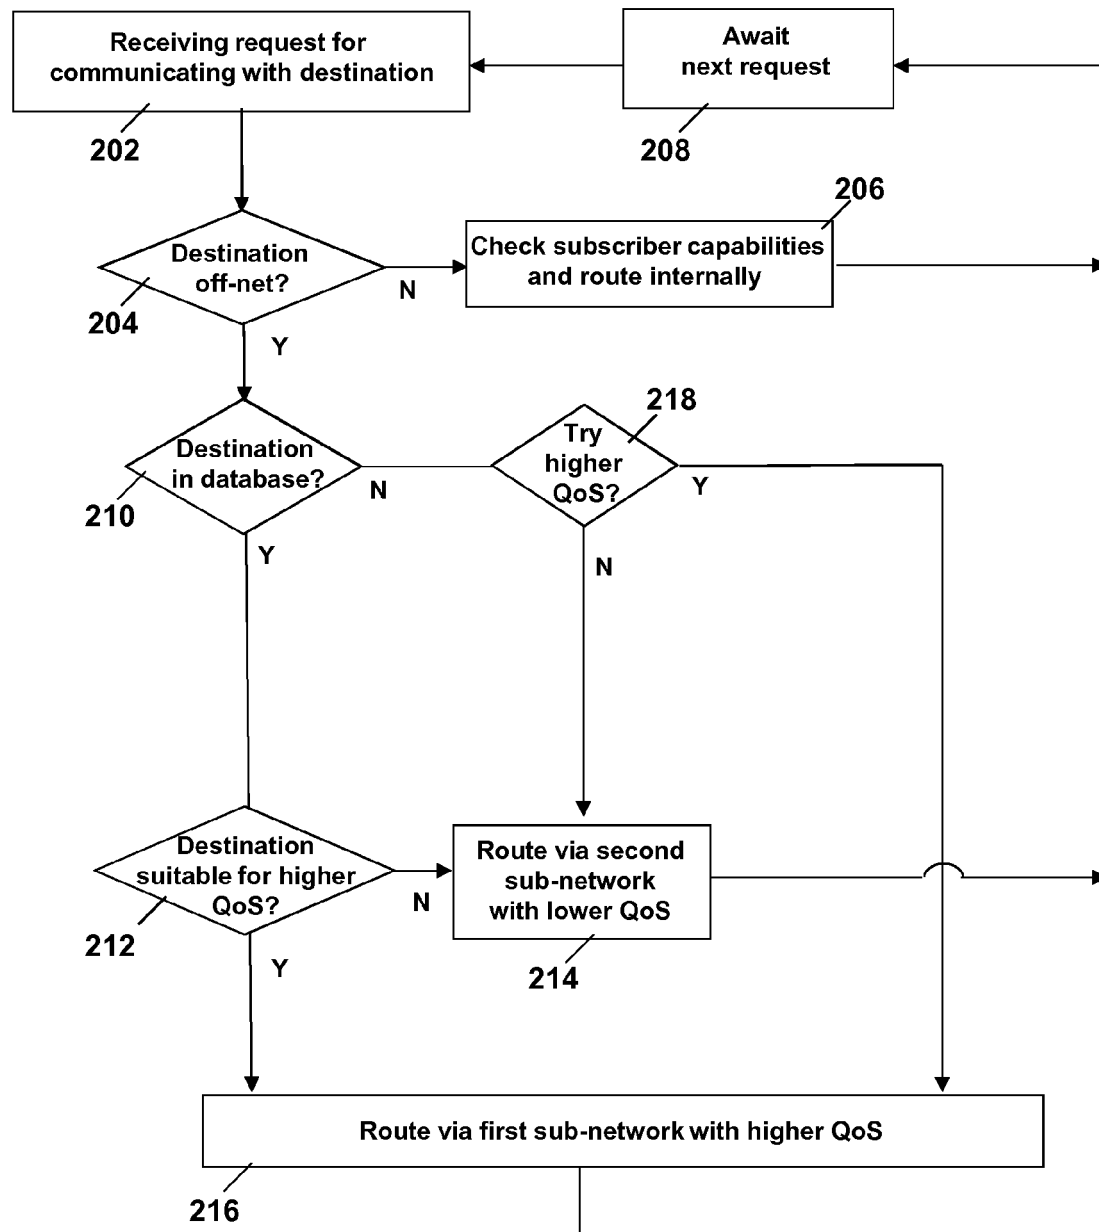 Receiving request for
communicating with destination
202
Await
next request
208
206
Check subscriber capabilities
and route internally
Destination
off-net?
N
204
Y
218
Try
higher
QoS?
Y
N
Destination
in database?
N
210
Y
Destination
suitable for higher
QoS?
N
212
Y
Route via second
sub-network
with lower QoS
214
Route via first sub-network with higher QoS
216